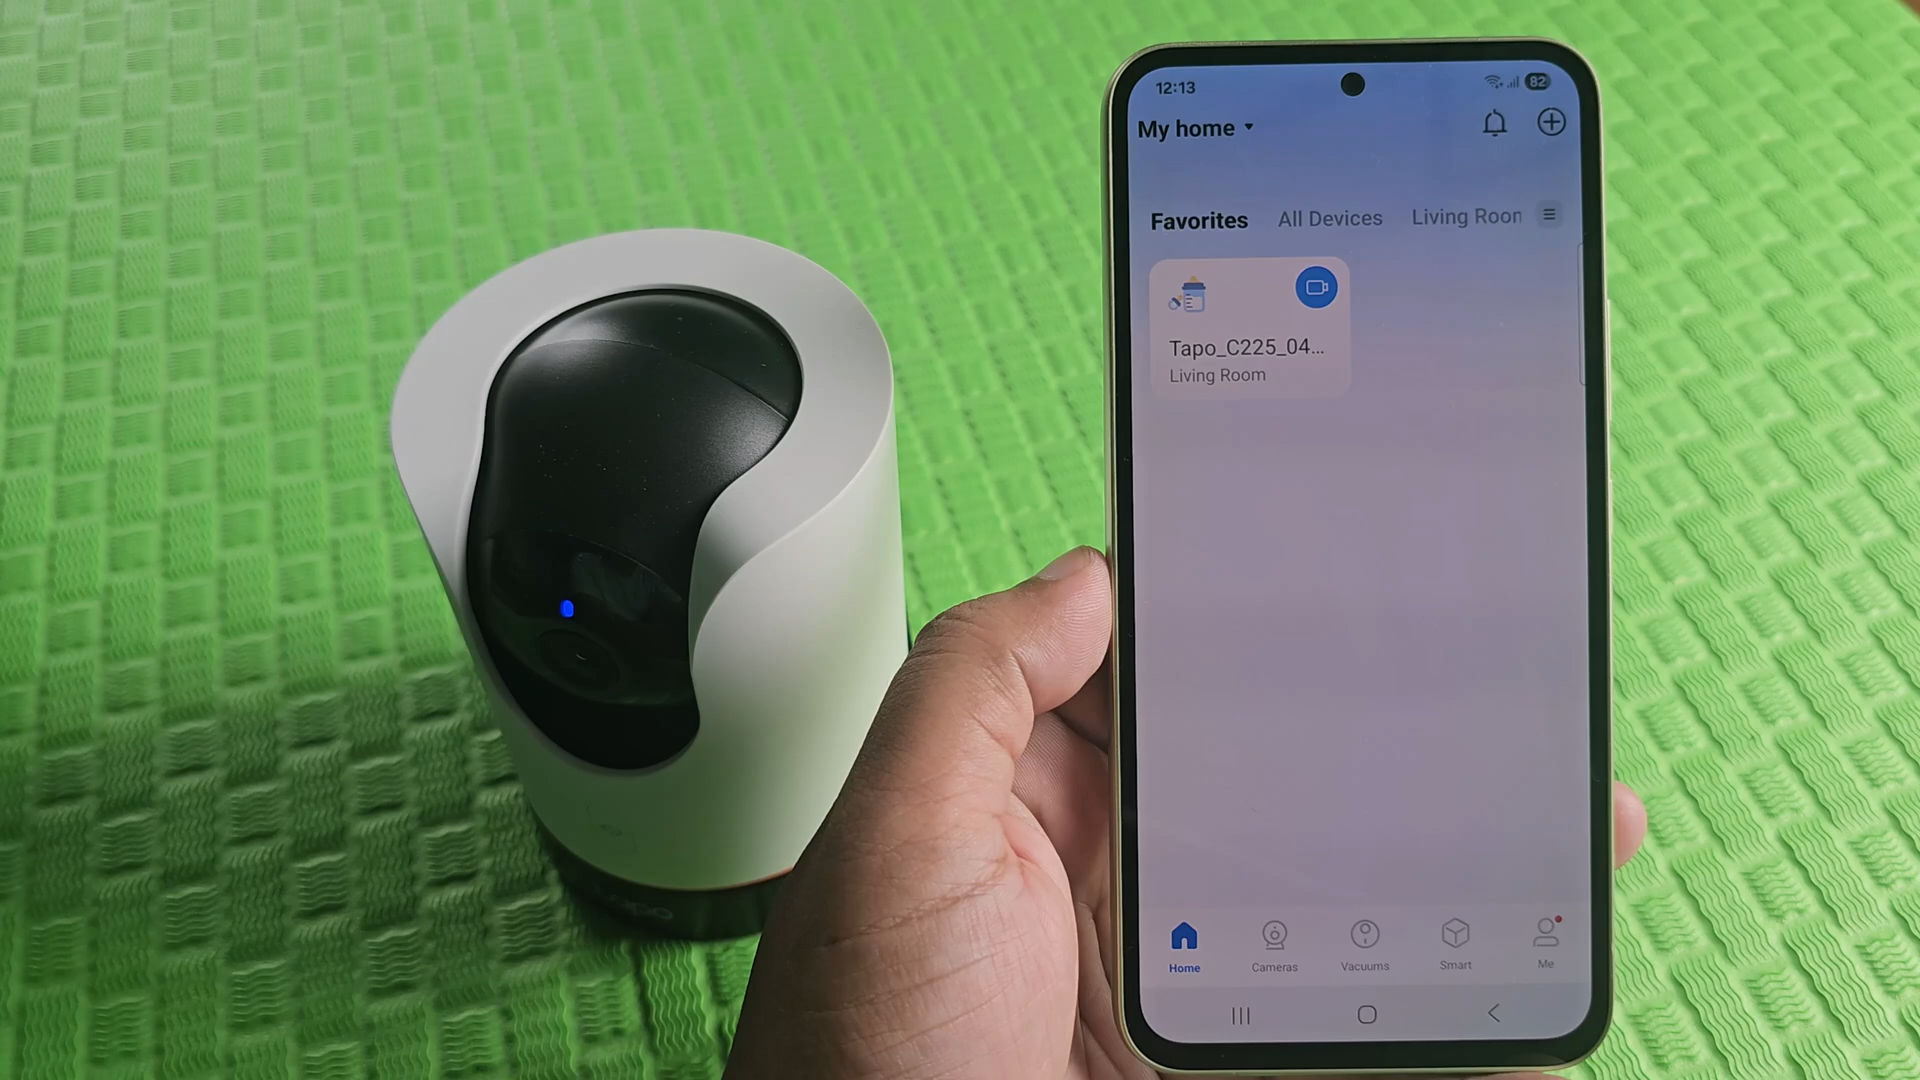 12:13
82
My home
Favorites All Devices Living Roon
Tapo_C225_04...
Living Room
Home Cameras Vacuums Smart Me